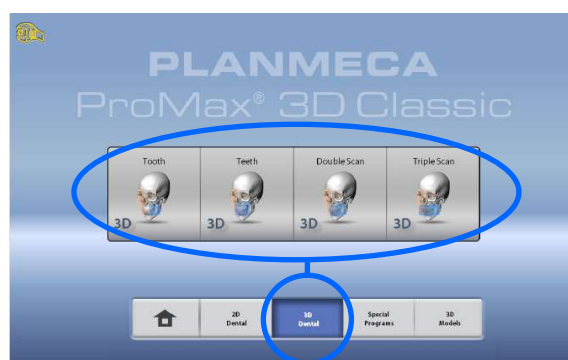 PLANMECA
ProMax® 3D Classic
Tooth
Teeth
Double Scan
Triple Scan
3D
3D
3D
3D
2D
Dental
3D
Dental
Special
Programs
3D
Models